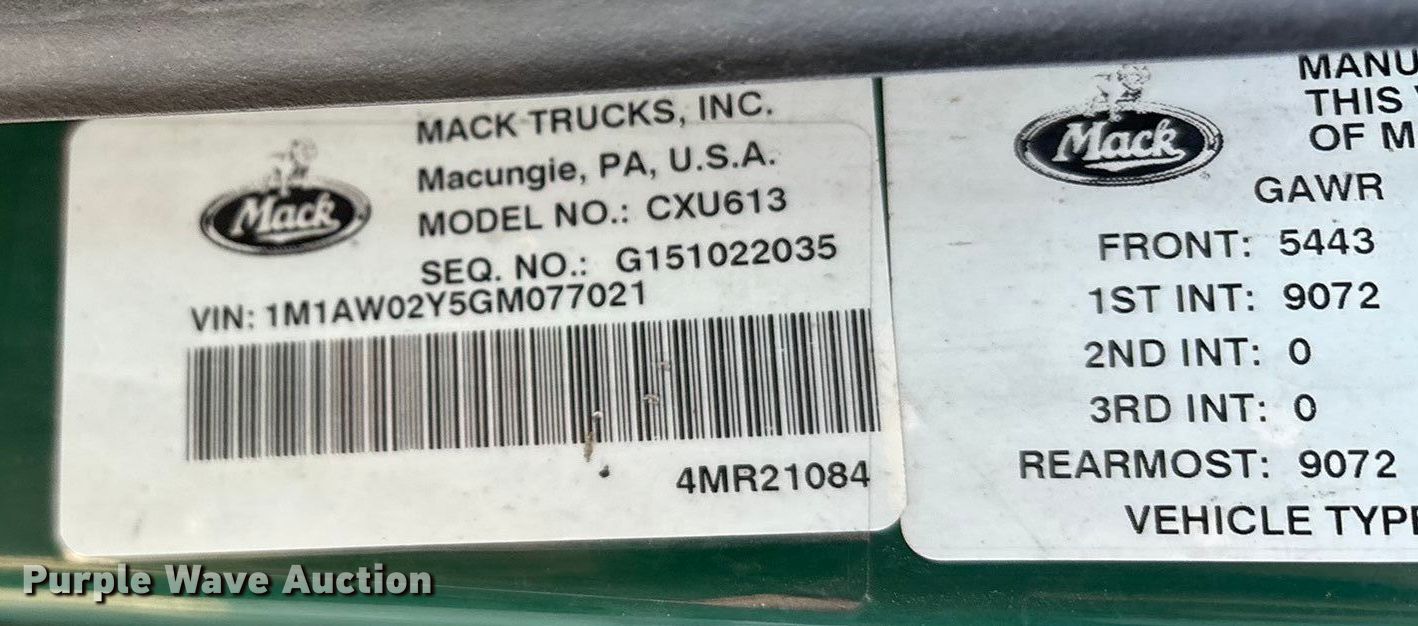 Mack
MACK TRUCKS, INC.
Macungie, PA, U.S.A.
MODEL NO.: CXU613
SEQ. NO.: G151022035
VIN: 1M1AW02Y5GM077021
4MR21084
Mack
MANU
THIS
OF M
GAWR
FRONT: 5443
1ST INT: 9072
2ND INT: 0
3RD INT: 0
REARMOST: 9072
VEHICLE TYPE
Purple Wave Auction